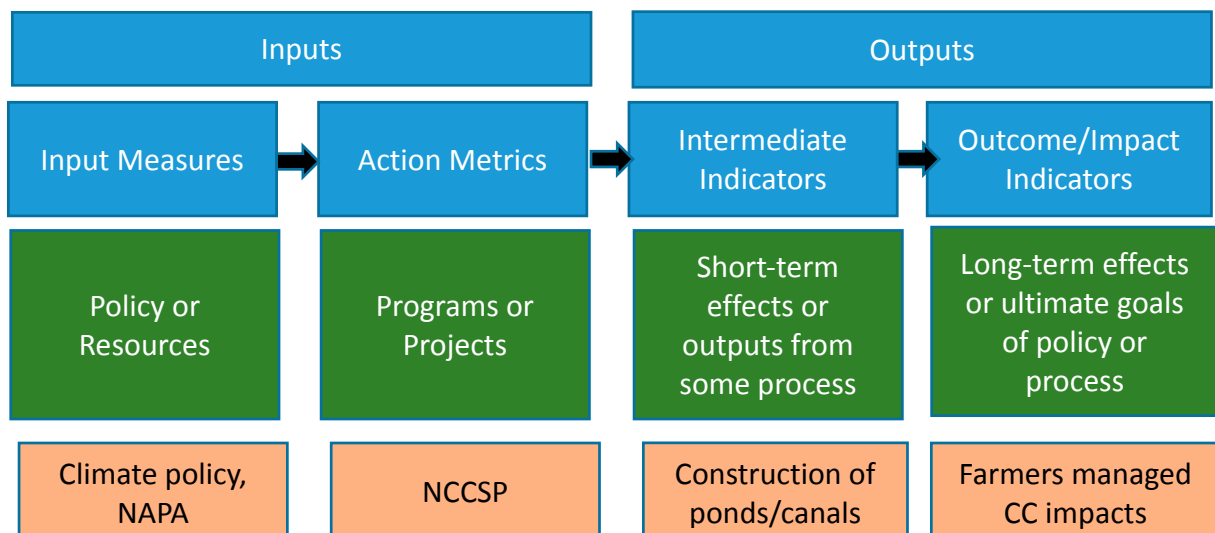 Inputs
Outputs
Input Measures
Action Metrics
Intermediate
Indicators
Outcome/Impact
Indicators
Policy or
Resources
Programs or
Projects
Short-term
effects or
outputs from
some process
Long-term effects
or ultimate goals
of policy or
process
Climate policy,
NAPA
NCCSP
Construction of
ponds/canals
Farmers managed
CC impacts